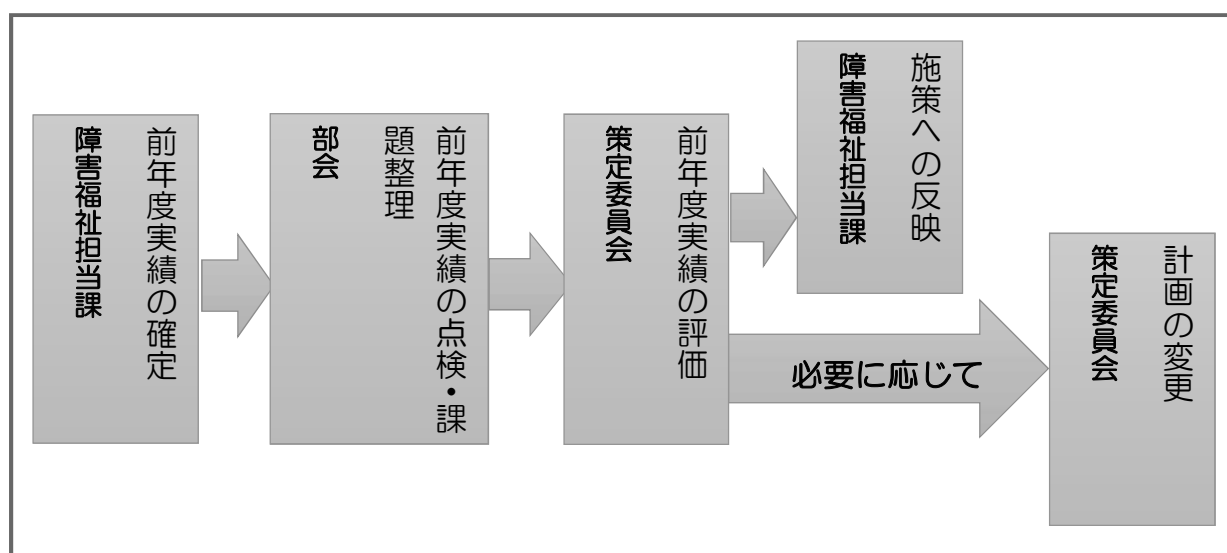 前年度実績の確定
障害福祉担当課
前年度実績の点検・課
題整理
部会
前年度実績の評価
策定委員会
施策への反映
障害福祉担当課
必要に応じて
計画の変更
策定委員会